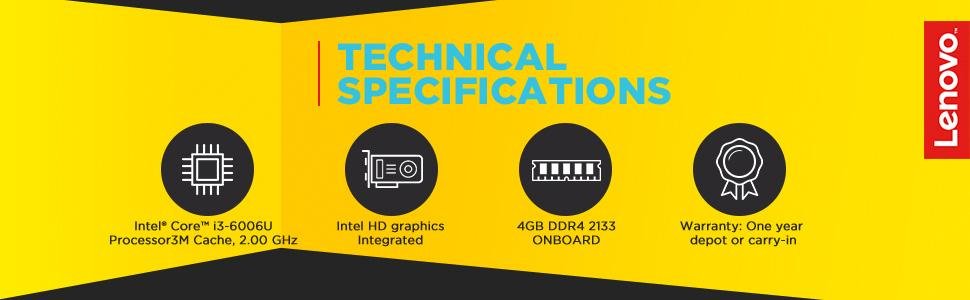 TECHNICAL
SPECIFICATIONS
Lenovo™
Intel® Core™ i3-6006U
Processor3M Cache, 2.00 GHz
Intel HD graphics
Integrated
4GB DDR4 2133
ONBOARD
Warranty: One year
depot or carry-in